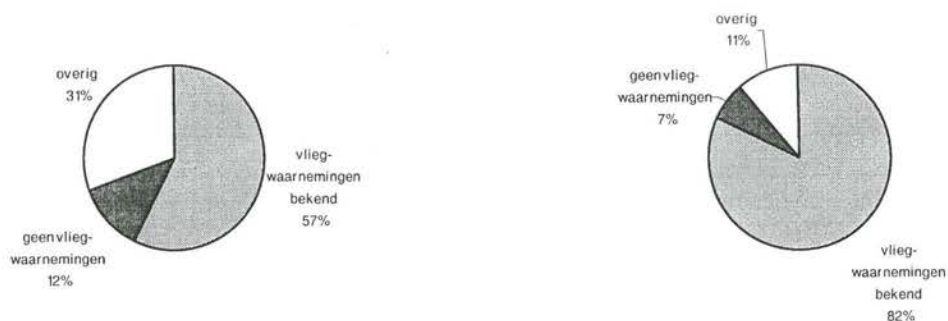 overig
31%
vlieg-
waarnemingen
bekend
57%
geen vlieg-
waarnemingen
12%
overig
11%
geen vlieg-
waarnemingen
7%
vlieg-
waarnemingen
bekend
82%